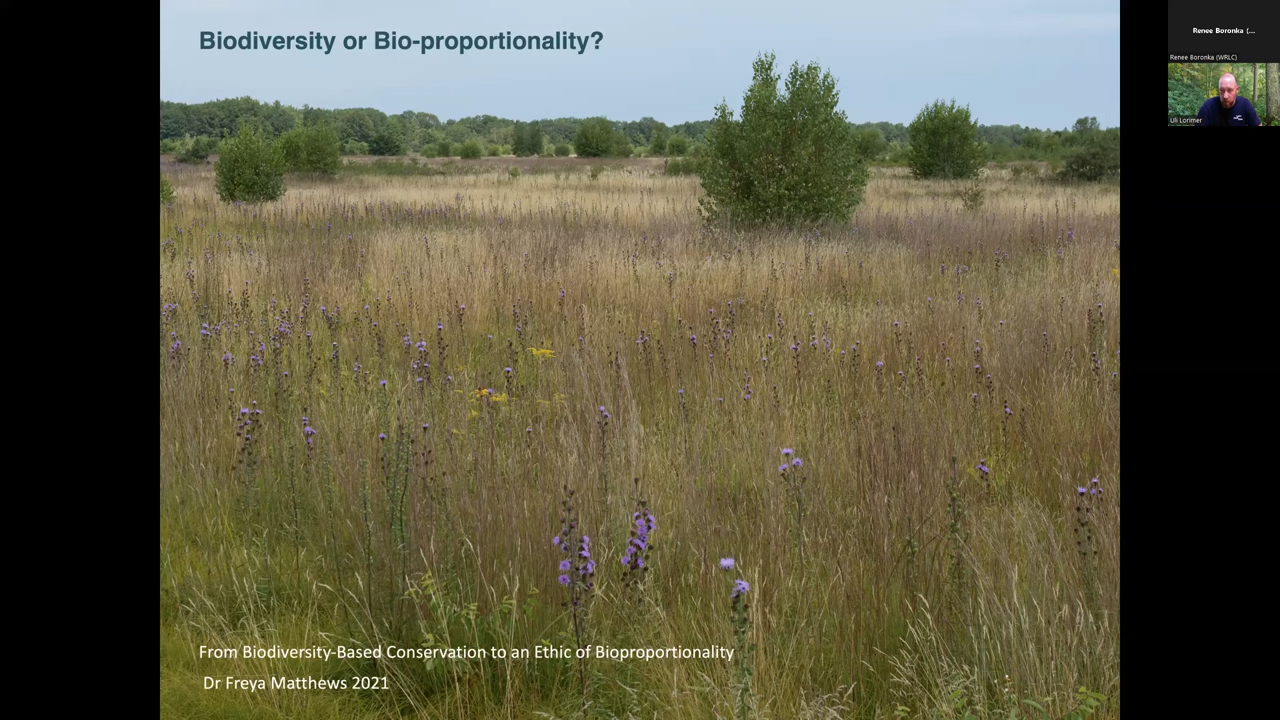 Biodiversity or Bio-proportionality?
From Biodiversity-Based Conservation to an Ethic of Bioproportionality
Dr Freya Matthews 2021
Renee Boronka (...
Renee Boronka (WRLC)
Uli Lorimer